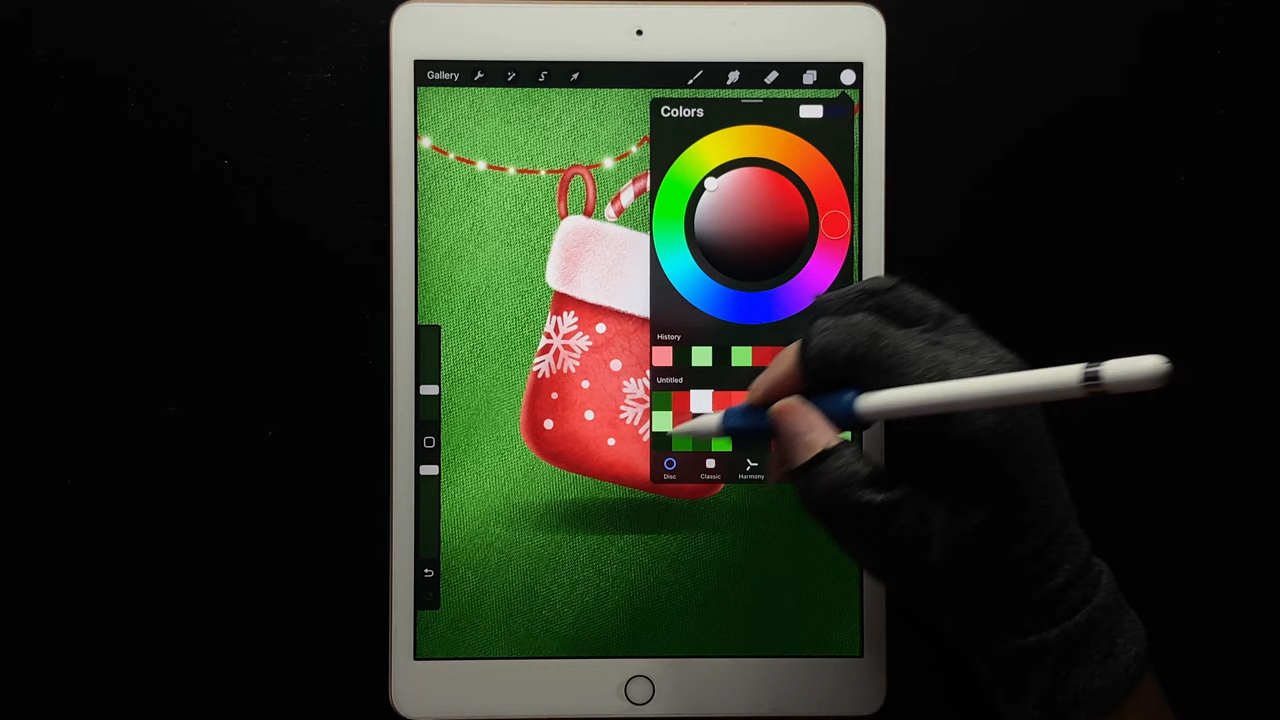 Gallery
Colors
History
Untitled
Disc
Classic
Harmony